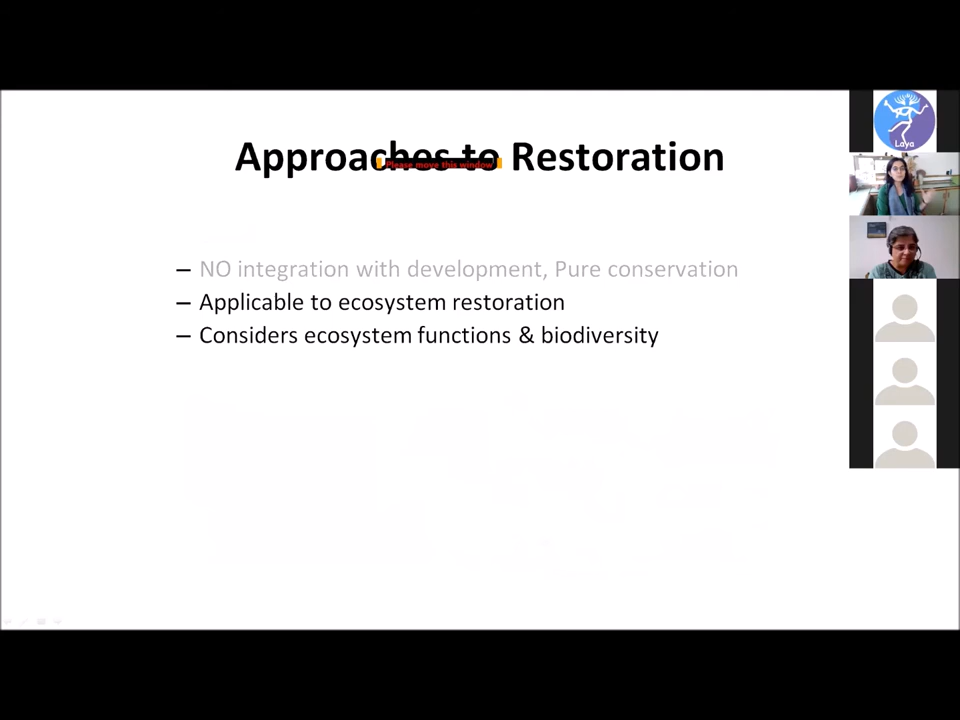 Approaches to Restoration
Please move this window
– NO integration with development, Pure conservation
– Applicable to ecosystem restoration
– Considers ecosystem functions & biodiversity
Laya